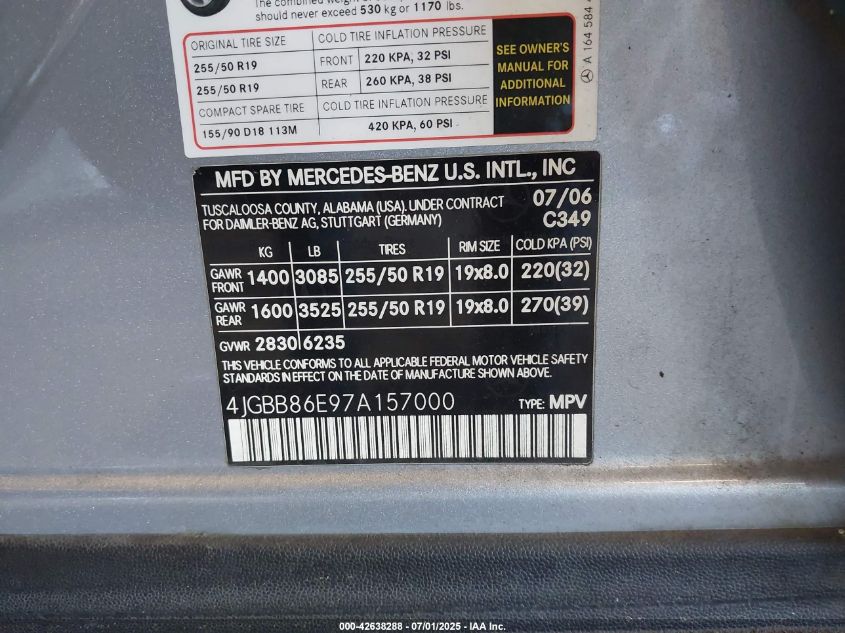 should never exceed 530 kg or 1170 lbs.
ORIGINAL TIRE SIZE COLD TIRE INFLATION PRESSURE
255/50 R19 FRONT 220 KPA, 32 PSI
255/50 R19 REAR 260 KPA, 38 PSI
COMPACT SPARE TIRE COLD TIRE INFLATION PRESSURE
155/90 D18 113M 420 KPA, 60 PSI
SEE OWNER'S
MANUAL FOR
ADDITIONAL
INFORMATION
A 164 584
MFD BY MERCEDES-BENZ U.S. INTL., INC
TUSCALOOSA COUNTY, ALABAMA (USA). UNDER CONTRACT 07/06
FOR DAIMLER-BENZ AG, STUTTGART (GERMANY) C349
KG LB TIRES RIM SIZE COLD KPA (PSI)
GAWR FRONT 1400 3085 255/50 R19 19x8.0 220(32)
GAWR REAR 1600 3525 255/50 R19 19x8.0 270(39)
GVWR 2830 6235
THIS VEHICLE CONFORMS TO ALL APPLICABLE FEDERAL MOTOR VEHICLE SAFETY
STANDARDS IN EFFECT ON THE DATE OF MANUFACTURE SHOWN ABOVE.
4JGBB86E97A157000 TYPE: MPV
000-42638288 - 07/01/2025 - IAA Inc.